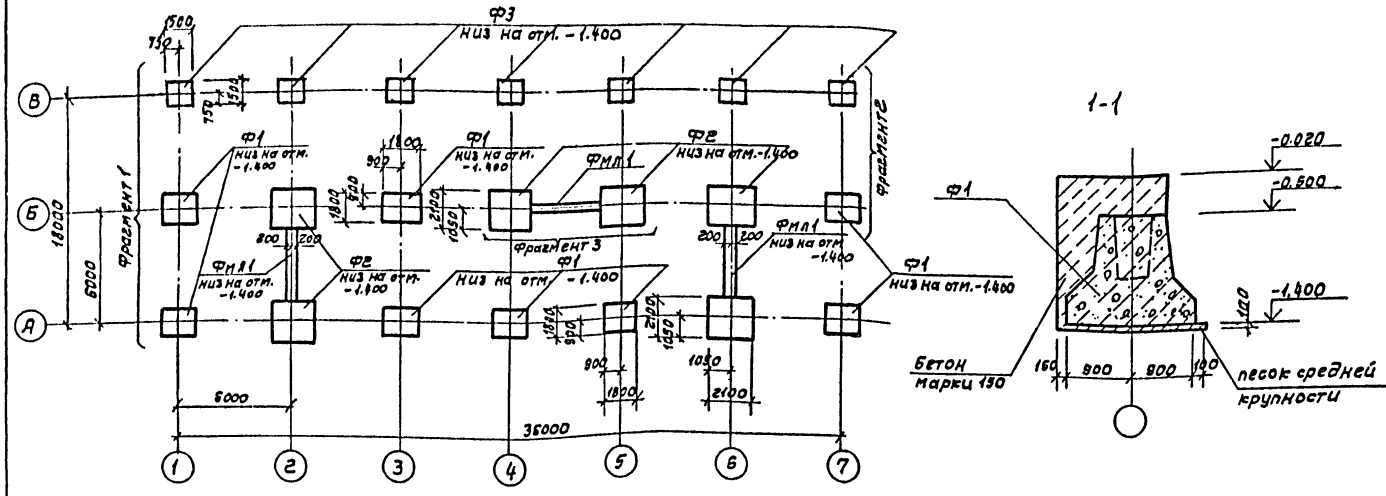 Ф3
низ на отм. -1.400
1500
750
1500
750
В
Б
А
18000
6000
Фрагмент 1
Фрагмент 2
Ф1
низ на отм.
-1.400
1800
900
Ф1
низ на отм.
-1.400
ФМЛ1
Ф2
низ на отм.-1.400
1800
900
2100
1050
Фрагмент 3
200
200
ФМЛ1
низ на отм.
-1.400
Ф2
низ на отм.
-1.400
Ф1
низ на отм. -1.400
200
200
ФМЛ1
низ на отм
-1.400
Ф1
низ на отм.-1.400
1800
900
2100
1050
900
1800
1050
2100
6000
36000
1
2
3
4
5
6
7
1-1
-0.020
-0.500
-1,400
Ф1
100
Бетон
марки 150
900
900
100
песок средней
крупности